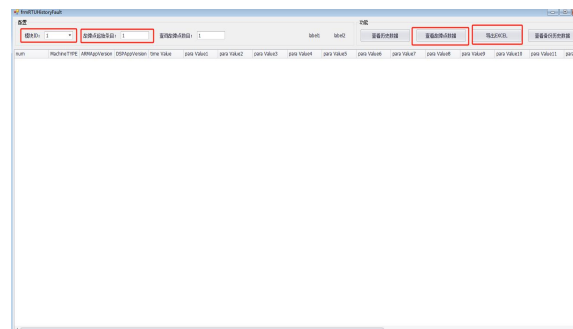 frmRTUHistoryFault
配置
功能
模块ID: 1
故障点起始条目: 1
查询故障点数目: 1
label1
label2
查看历史数据
查看故障点数据
导出EXCEL
查看备份历史数据
num MachineTYPE ARMAppVersion DSPAppVersion time Value para Value1 para Value2 para Value3 para Value4 para Value5 para Value6 para Value7 para Value8 para Value9 para Value10 para Value11 para